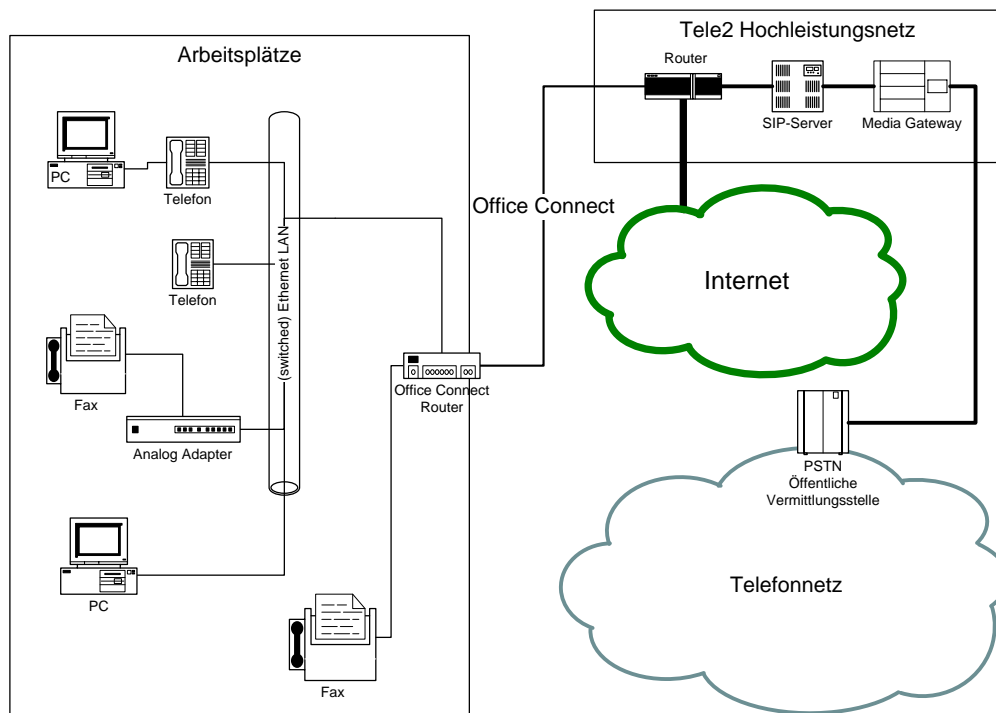 Arbeitsplätze
Tele2 Hochleistungsnetz
Router
SIP-Server
Media Gateway
PC
Telefon
Telefon
(switched) Ethernet LAN
Office Connect
Internet
Fax
Analog Adapter
Office Connect
Router
PSTN
Öffentliche
Vermittlungsstelle
PC
Telefonnetz
Fax